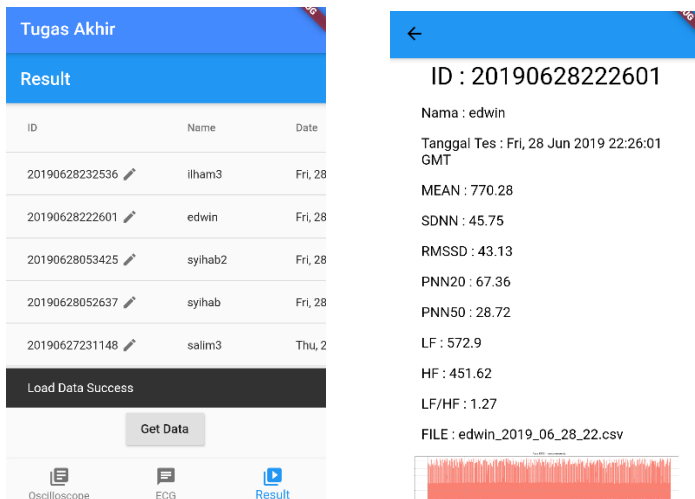 Tugas Akhir
Result
ID Name Date
20190628232536 ilham3 Fri, 28
20190628222601 edwin Fri, 28
20190628053425 syihab2 Fri, 28
20190628052637 syihab Fri, 28
20190627231148 salim3 Thu, 2
Load Data Success
Get Data
Oscilloscope ECG Result
ID : 20190628222601
Nama : edwin
Tanggal Tes : Fri, 28 Jun 2019 22:26:01
GMT
MEAN : 770.28
SDNN : 45.75
RMSSD : 43.13
PNN20 : 67.36
PNN50 : 28.72
LF : 572.9
HF : 451.62
LF/HF : 1.27
FILE : edwin_2019_06_28_22.csv